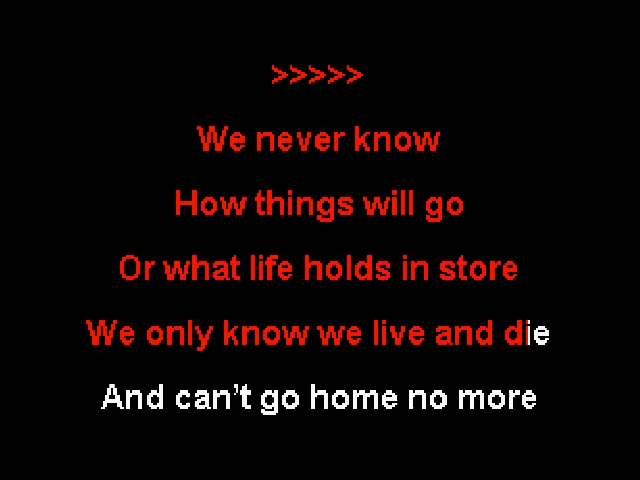 >>>>>
We never know
How things will go
Or what life holds in store
We only know we live and die
And can't go home no more